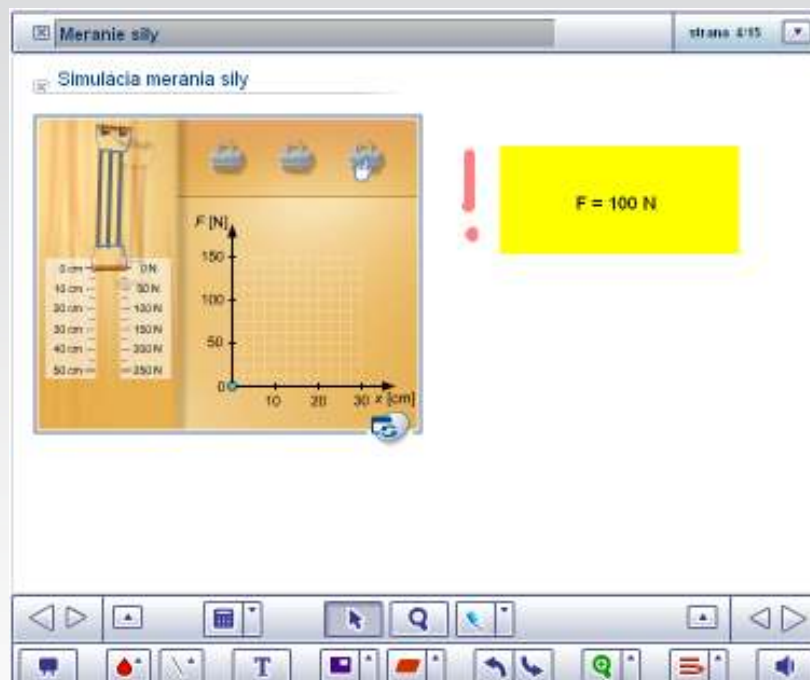 Meranie sily
strana 4/15
Simulácia merania sily
F = 100 N
F [N]
150
100
50
0
10 20 30 x [cm]
0 cm 0 N
10 cm 50 N
20 cm 100 N
30 cm 150 N
40 cm 200 N
50 cm 250 N
T